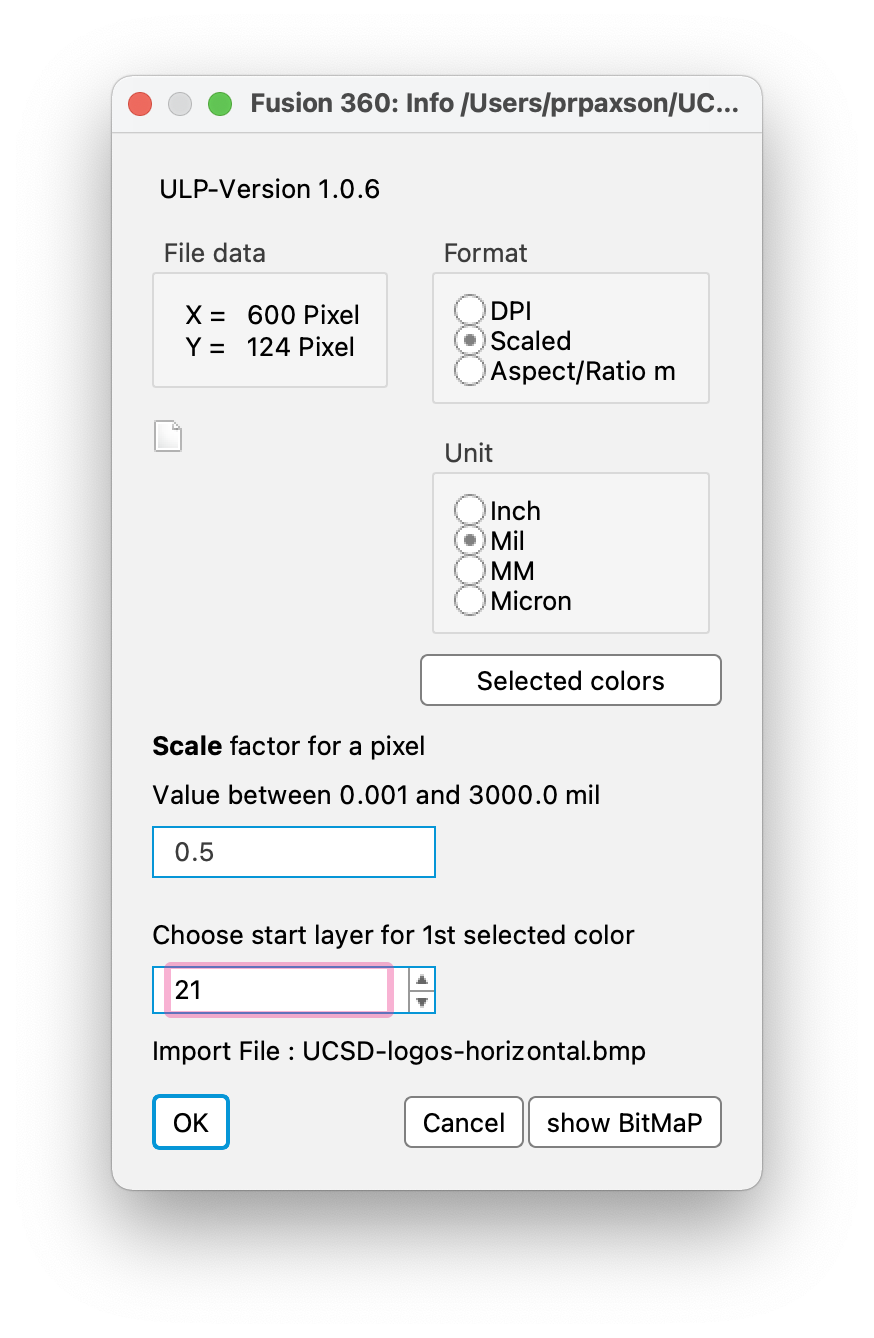 Fusion 360: Info /Users/prpaxson/UC...
ULP-Version 1.0.6
File data
X = 600 Pixel
Y = 124 Pixel
Format
DPI
Scaled
Aspect/Ratio m
Unit
Inch
Mil
MM
Micron
Selected colors
Scale factor for a pixel
Value between 0.001 and 3000.0 mil
0.5
Choose start layer for 1st selected color
21
Import File : UCSD-logos-horizontal.bmp
OK
Cancel
show BitMaP